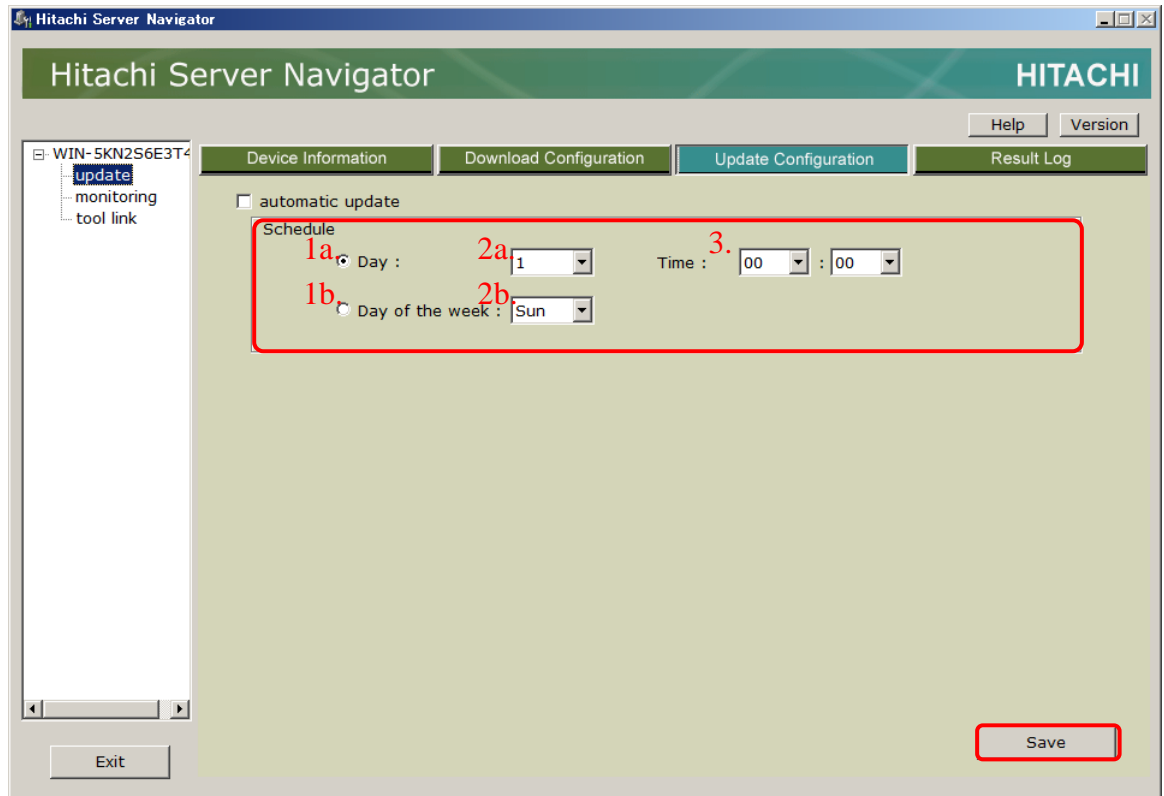 Hitachi Server Navigator
Hitachi Server Navigator HITACHI
Help Version
WIN-5KN2S6E3T4
update
monitoring
tool link
Device Information Download Configuration Update Configuration Result Log
automatic update
Schedule
1a. Day : 2a. 1 Time : 3. 00 : 00
1b. Day of the week : 2b. Sun
Save
Exit